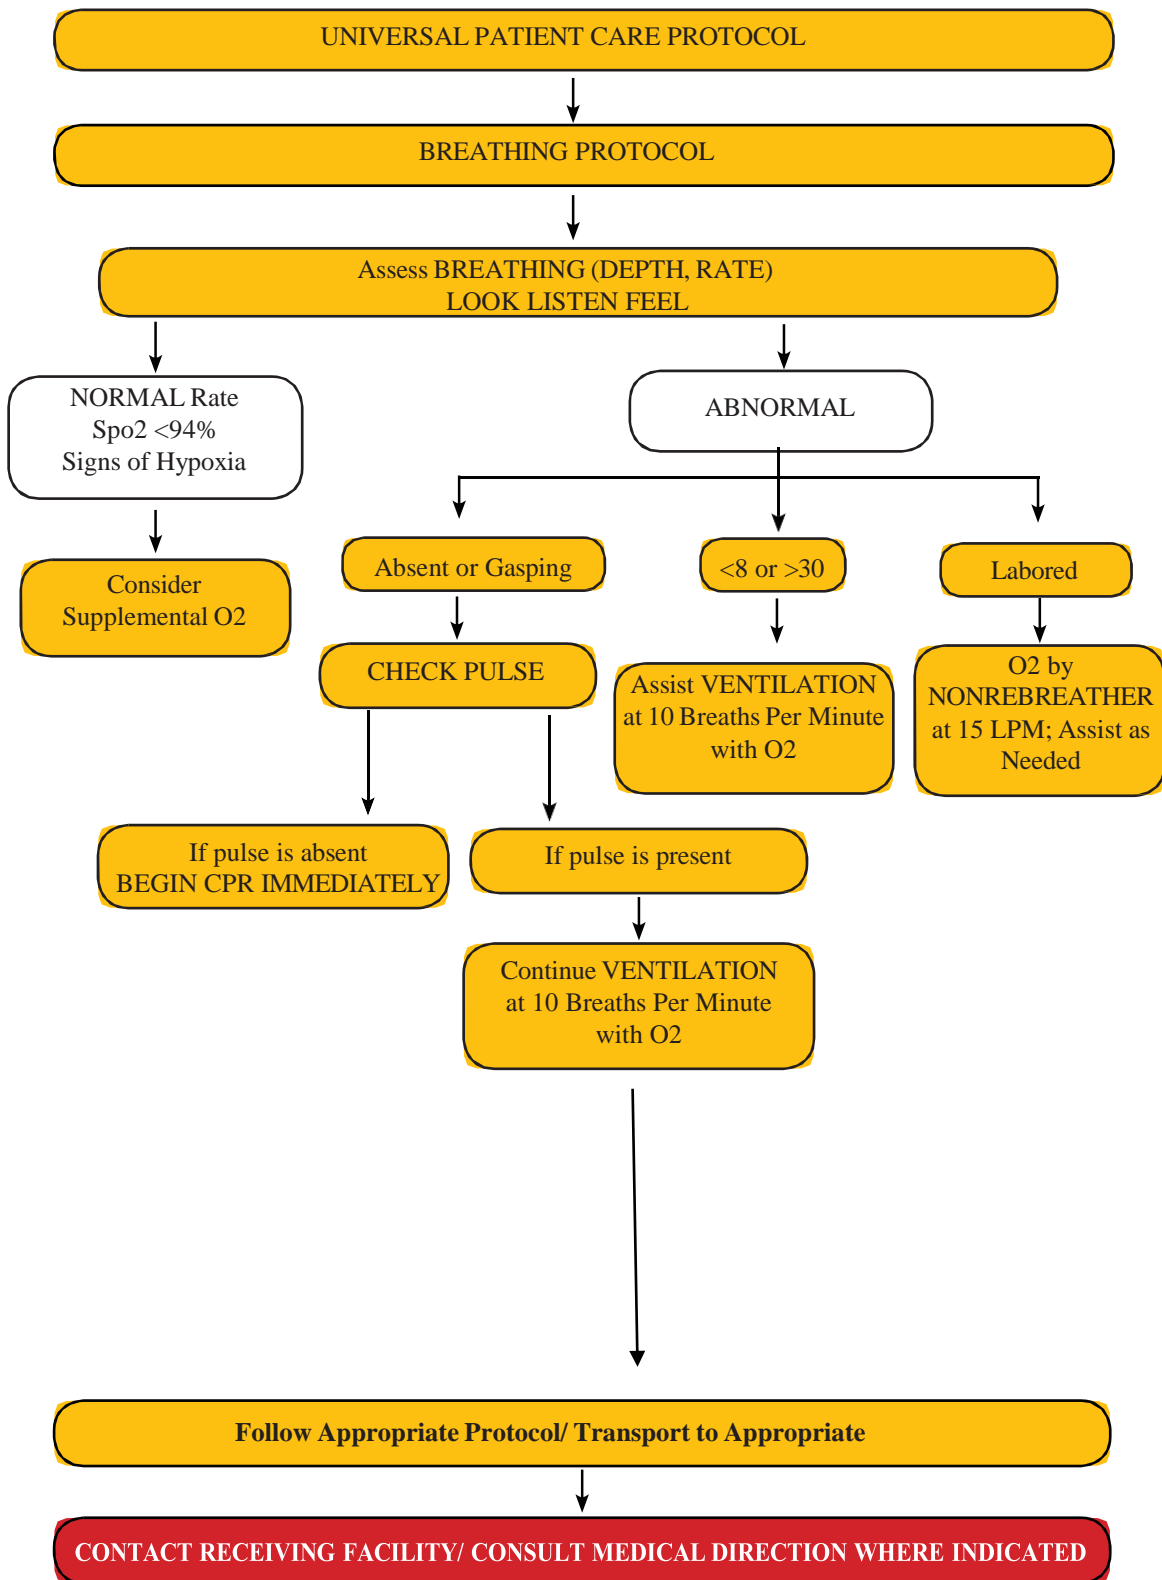 UNIVERSAL PATIENT CARE PROTOCOL
BREATHING PROTOCOL
Assess BREATHING (DEPTH, RATE)
LOOK LISTEN FEEL
NORMAL Rate
Spo2 <94%
Signs of Hypoxia
ABNORMAL
Consider
Supplemental O2
Absent or Gasping
<8 or >30
Labored
CHECK PULSE
Assist VENTILATION
at 10 Breaths Per Minute
with O2
O2 by
NONREBREATHER
at 15 LPM; Assist as
Needed
If pulse is absent
BEGIN CPR IMMEDIATELY
If pulse is present
Continue VENTILATION
at 10 Breaths Per Minute
with O2
Follow Appropriate Protocol/ Transport to Appropriate
CONTACT RECEIVING FACILITY/ CONSULT MEDICAL DIRECTION WHERE INDICATED